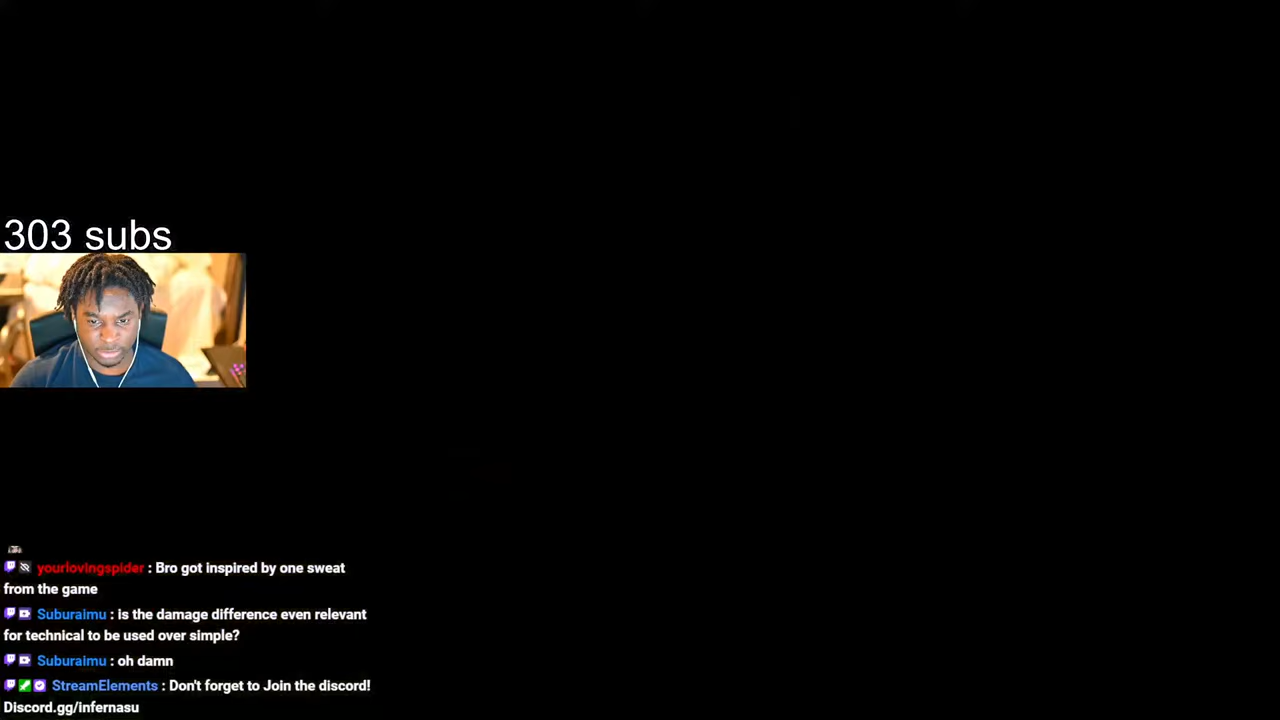 303 subs
yourlovingspider : Bro got inspired by one sweat
from the game
Suburaimu : is the damage difference even relevant
for technical to be used over simple?
Suburaimu : oh damn
StreamElements : Don't forget to Join the discord!
Discord.gg/infernasu